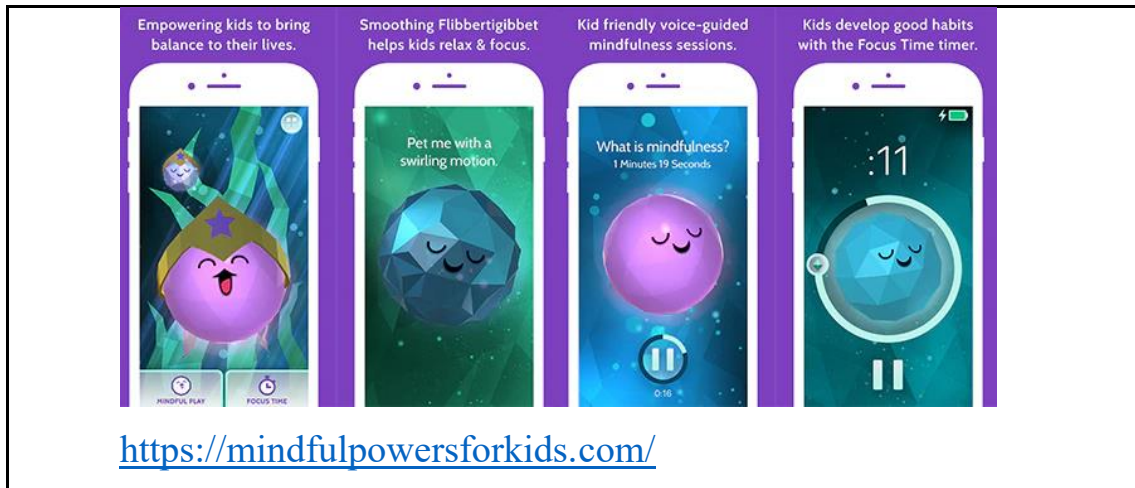 Empowering kids to bring
balance to their lives.
Smoothing Flibbertigibbet
helps kids relax & focus.
Kid friendly voice-guided
mindfulness sessions.
Kids develop good habits
with the Focus Time timer.
MINDFUL PLAY
FOCUS TIME
Pet me with a
swirling motion.
What is mindfulness?
1 Minutes 19 Seconds
0:16
:11
https://mindfulpowersforkids.com/